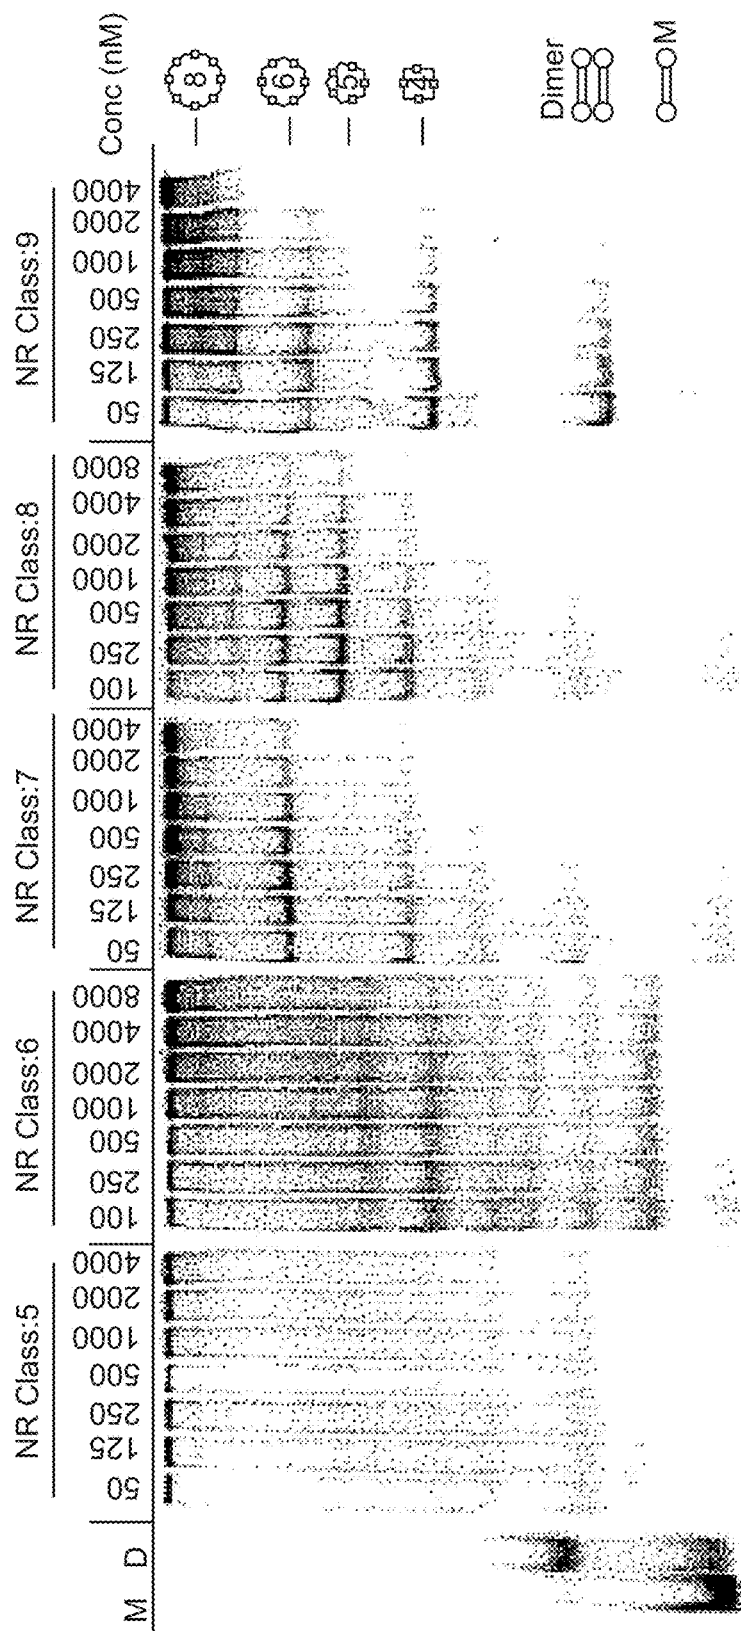 NR Class:5 NR Class:6 NR Class:7 NR Class:8 NR Class:9
M D 50 125 250 500 1000 2000 4000 100 250 500 1000 2000 4000 8000 50 125 250 500 1000 2000 4000 100 250 500 1000 2000 4000 8000 50 125 250 500 1000 2000 4000 Conc (nM)
8
6
5
4
Dimer
M